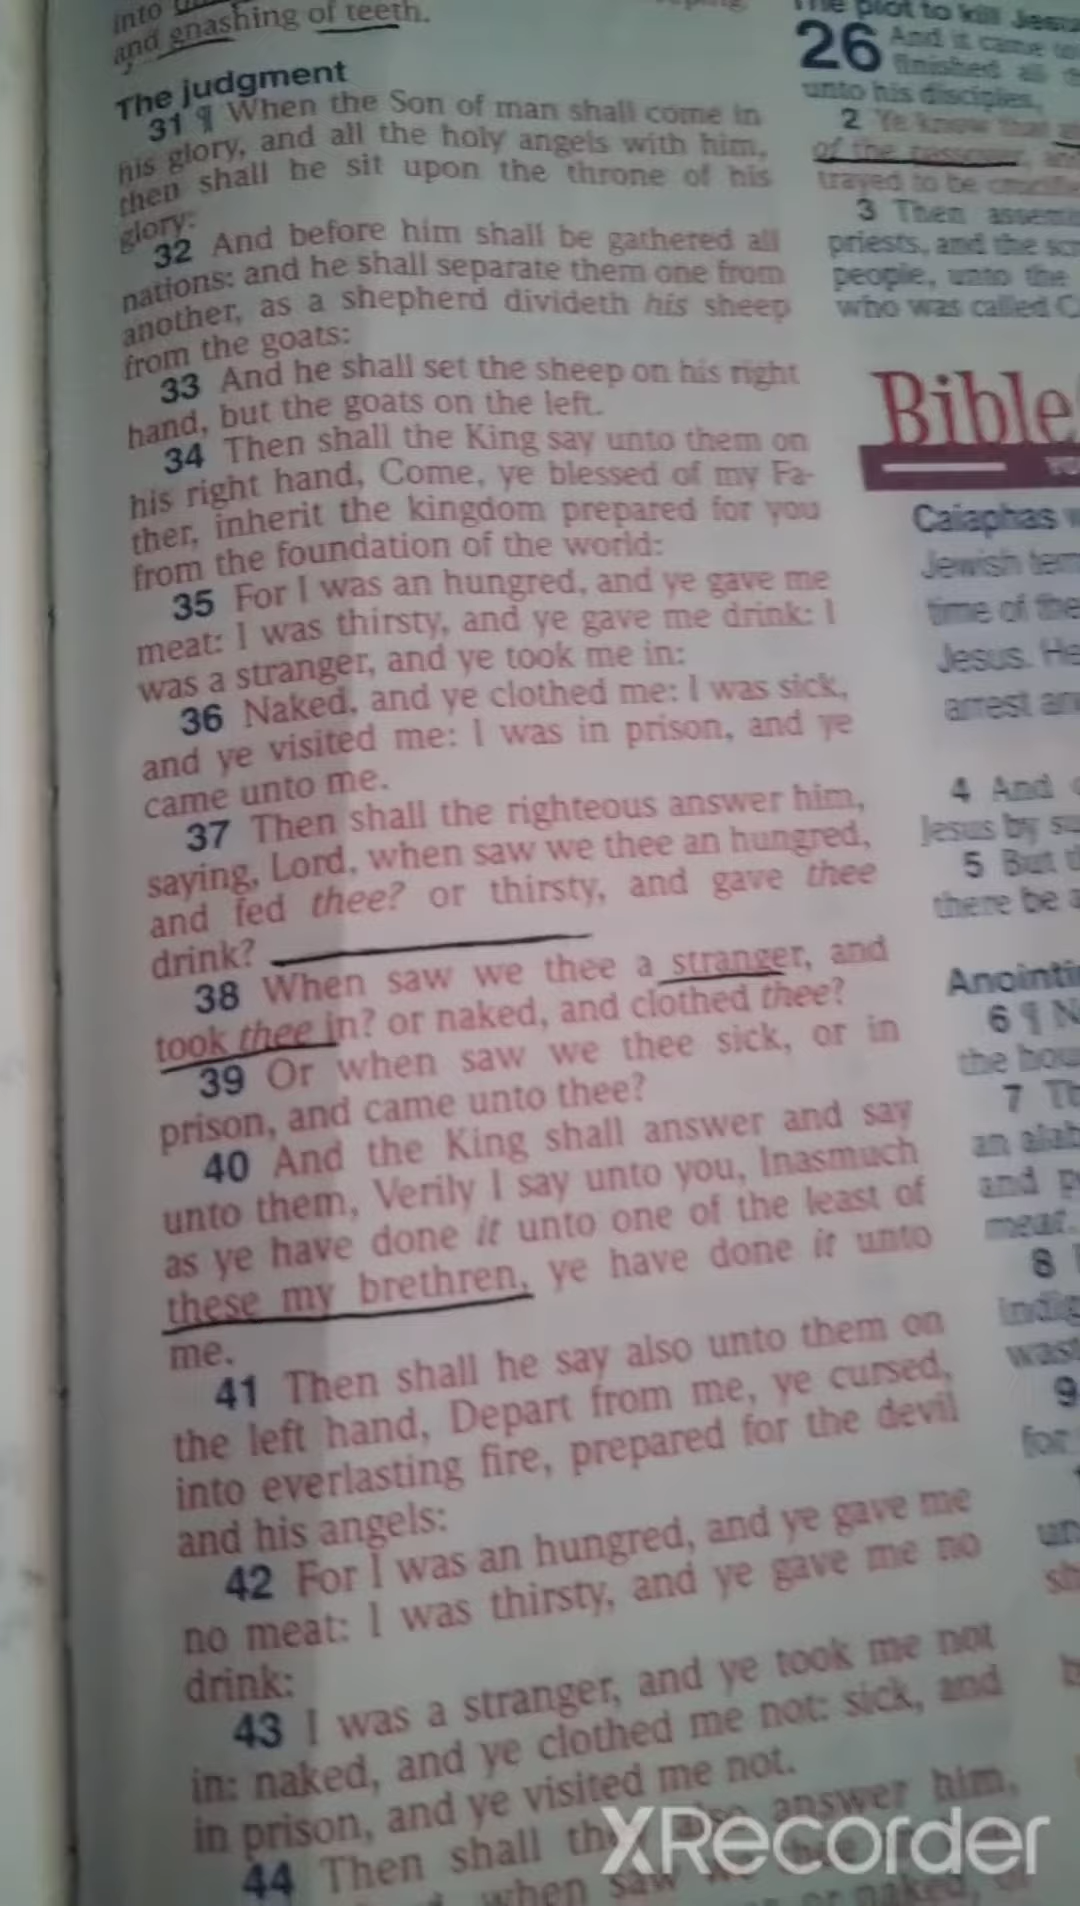 into
and gnashing of teeth.
The judgment
31 ¶ When the Son of man shall come in
his glory, and all the holy angels with him,
then shall he sit upon the throne of his
glory:
32 And before him shall be gathered all
nations: and he shall separate them one from
another, as a shepherd divideth his sheep
from the goats:
33 And he shall set the sheep on his right
hand, but the goats on the left.
34 Then shall the King say unto them on
his right hand, Come, ye blessed of my Fa-
ther, inherit the kingdom prepared for you
from the foundation of the world:
35 For I was an hungred, and ye gave me
meat: I was thirsty, and ye gave me drink: I
was a stranger, and ye took me in:
36 Naked, and ye clothed me: I was sick,
and ye visited me: I was in prison, and ye
came unto me.
37 Then shall the righteous answer him,
saying, Lord, when saw we thee an hungred,
and fed thee? or thirsty, and gave thee
drink?
38 When saw we thee a stranger, and
took thee in? or naked, and clothed thee?
39 Or when saw we thee sick, or in
prison, and came unto thee?
40 And the King shall answer and say
unto them, Verily I say unto you, Inasmuch
as ye have done it unto one of the least of
these my brethren, ye have done it unto
me.
41 Then shall he say also unto them on
the left hand, Depart from me, ye cursed,
into everlasting fire, prepared for the devil
and his angels:
42 For I was an hungred, and ye gave me
no meat: I was thirsty, and ye gave me no
drink:
43 I was a stranger, and ye took me not
in: naked, and ye clothed me not: sick, and
in prison, and ye visited me not.
44 Then shall answer him,
when saw
or naked,
The plot to kill Jesus
26 And it came to
finished all
unto his disciples,
2 Ye know that
of the passover, and
trayed to be crucified
3 Then
priests, and the
people, unto the
who was called
Bible
Caiaphas
Jewish
time of the
Jesus. He
arrest and
4 And
Jesus by
5 But
there be
6 ¶
the
7
an
and
meat.
8
9
for
XRecorder